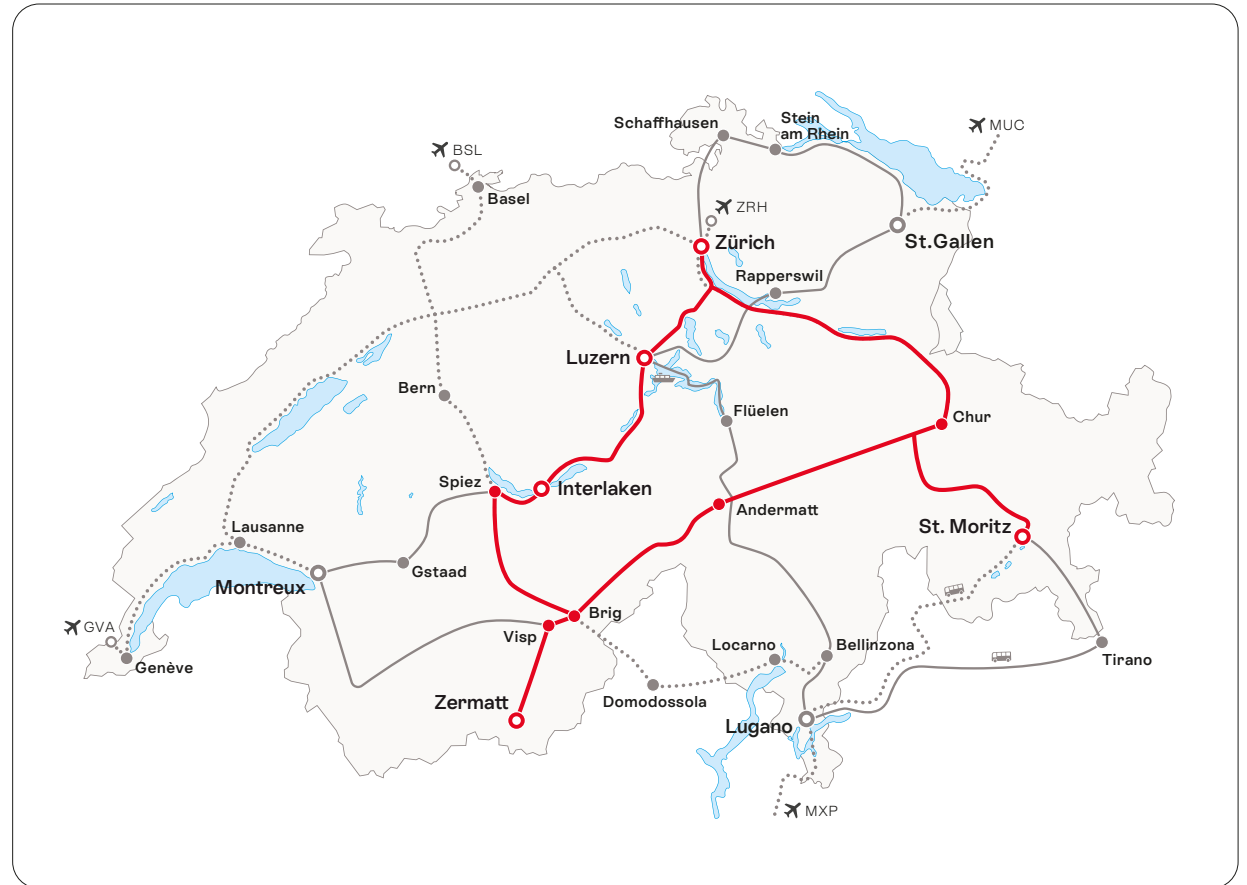 Schaffhausen
Stein
am Rhein
MUC
BSL
Basel
ZRH
Zürich
St.Gallen
Rapperswil
Luzern
Bern
Flüelen
Chur
Spiez
Interlaken
Andermatt
St. Moritz
Lausanne
Gstaad
Montreux
Brig
GVA
Visp
Genève
Locarno
Bellinzona
Tirano
Zermatt
Domodossola
Lugano
MXP